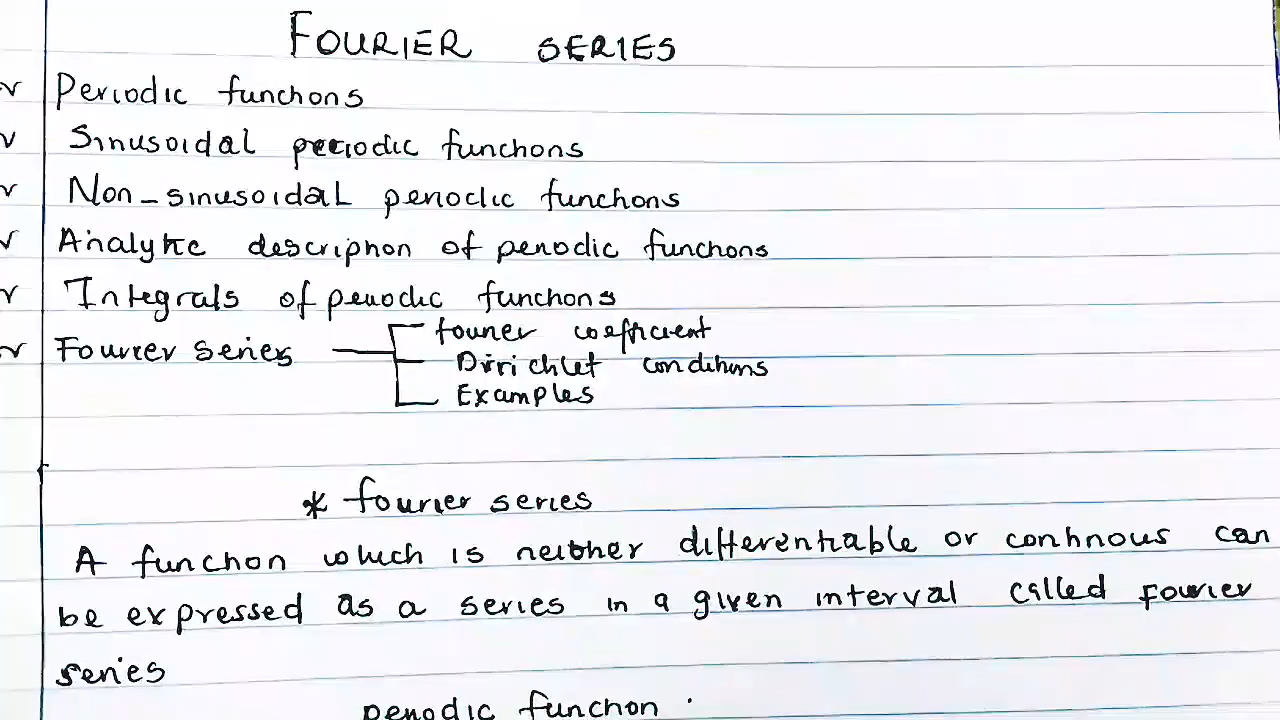 FOURIER SERIES
Periodic functions
Sinusoidal periodic functions
Non-sinusoidal periodic functions
Analytic description of periodic functions
Integrals of periodic functions
Fourier series
fourier coefficient
Dirichlet conditions
Examples
* fourier series
A function which is neither differentiable or continous can
be expressed as a series in a given interval called Fourier
series
periodic function